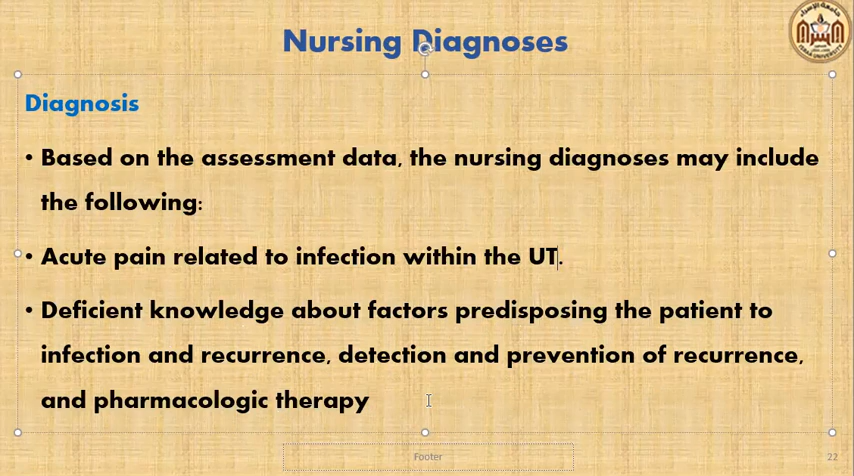 Nursing Diagnoses
Diagnosis
• Based on the assessment data, the nursing diagnoses may include
the following:
• Acute pain related to infection within the UT.
• Deficient knowledge about factors predisposing the patient to
infection and recurrence, detection and prevention of recurrence,
and pharmacologic therapy
Footer
22